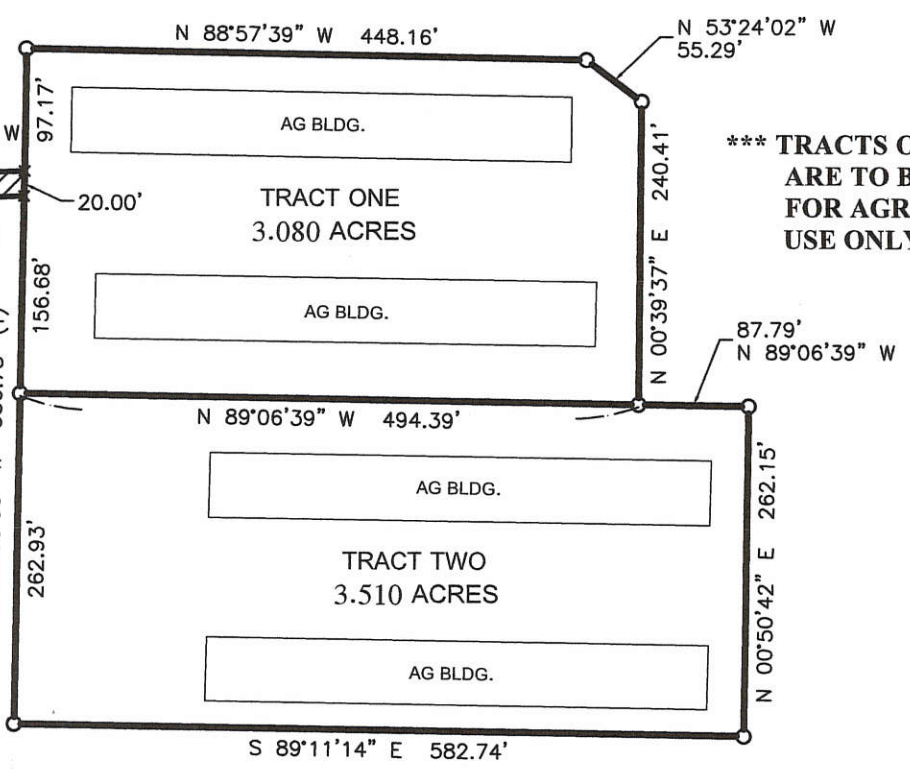 N 88°57'39" W 448.16'
N 53°24'02" W
55.29'
W
97.17'
AG BLDG.
240.41'
*** TRACTS
ARE TO
FOR
USE ONLY
20.00'
TRACT ONE
3.080 ACRES
156.68'
AG BLDG.
N 00°39'37" E
87.79'
N 89°06'39" W
N 89°06'39" W 494.39'
AG BLDG.
262.15'
262.93'
TRACT TWO
3.510 ACRES
N 00°50'42" E
AG BLDG.
S 89°11'14" E 582.74'